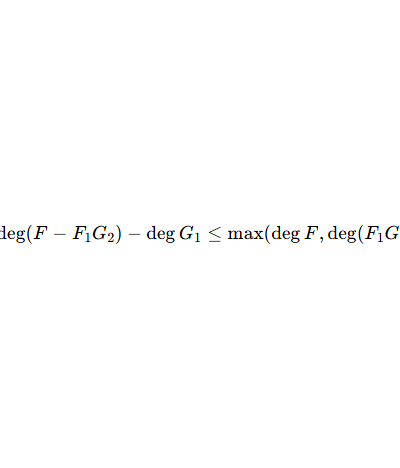 deg(F − F₁G₂) − deg G₁ ≤ max(deg F, deg(F₁G